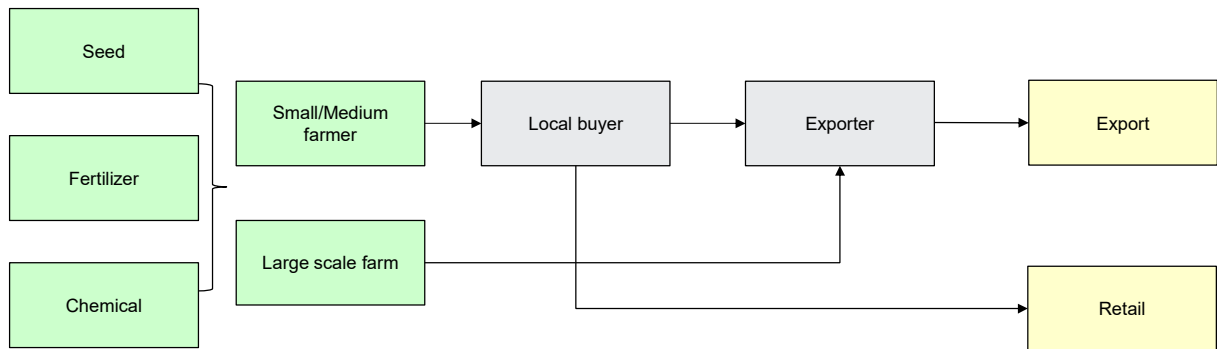 Seed
Fertilizer
Chemical
Small/Medium
farmer
Large scale farm
Local buyer
Exporter
Export
Retail